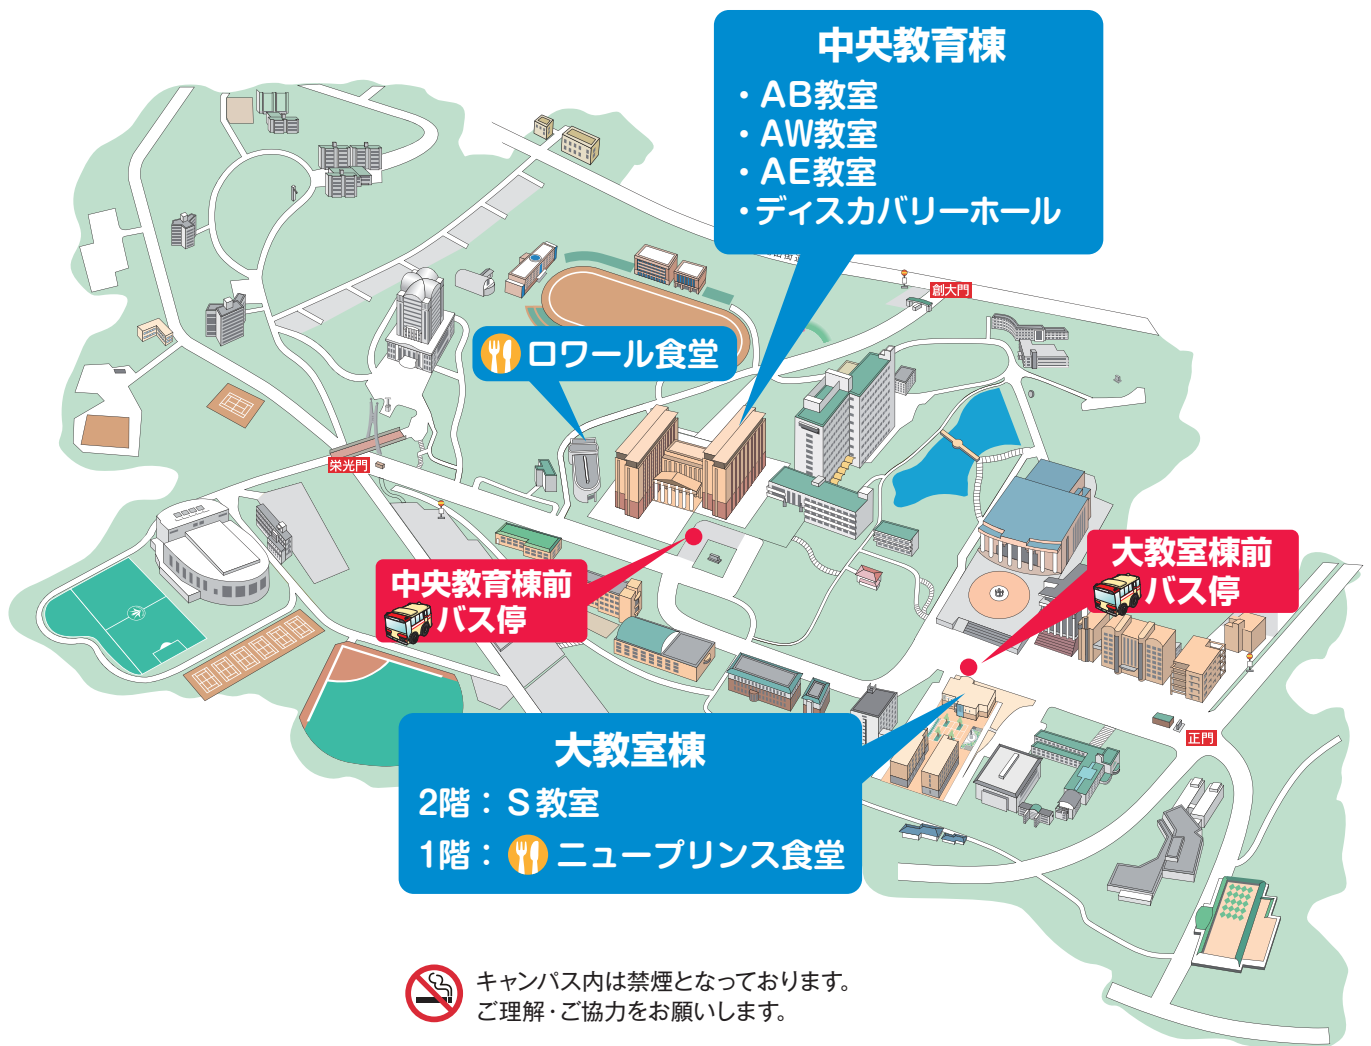 中央教育棟
・AB教室
・AW教室
・AE教室
・ディスカバリーホール
創大門
ロワール食堂
栄光門
中央教育棟前
バス停
大教室棟前
バス停
正門
大教室棟
2階：S教室
1階：ニュープリンス食堂
キャンパス内は禁煙となっております。
ご理解・ご協力をお願いします。